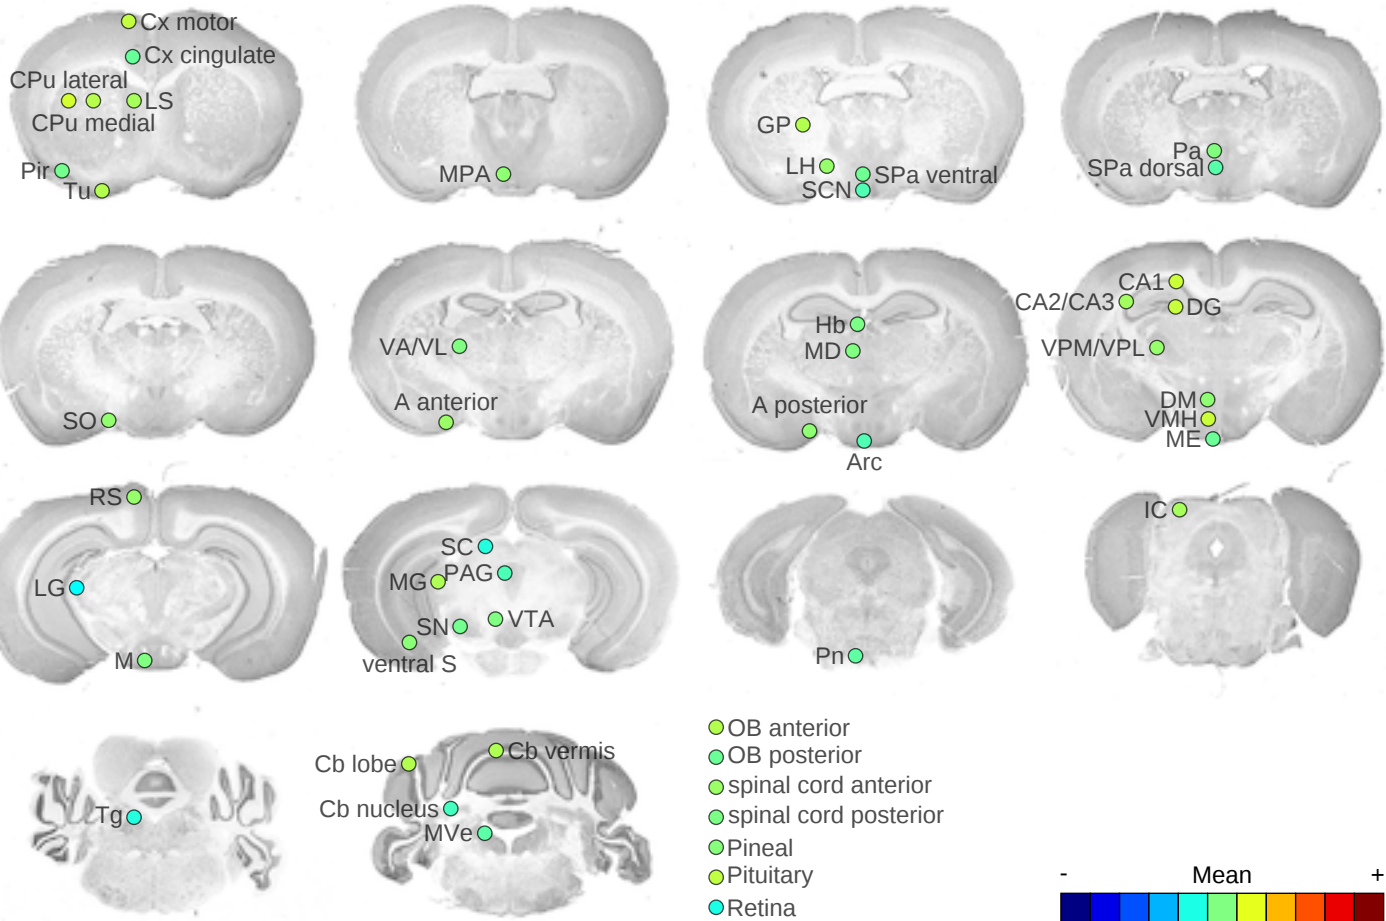 Cx motor
Cx cingulate
CPu lateral
LS
CPu medial
Pir
Tu
MPA
GP
LH
SPa ventral
SCN
Pa
SPa dorsal
SO
VA/VL
A anterior
Hb
MD
A posterior
Arc
CA1
CA2/CA3
DG
VPM/VPL
DM
VMH
ME
RS
LG
M
SC
PAG
MG
SN
VTA
ventral S
Pn
IC
Tg
Cb lobe
Cb vermis
Cb nucleus
MVe
OB anterior
OB posterior
spinal cord anterior
spinal cord posterior
Pineal
Pituitary
Retina
- Mean +